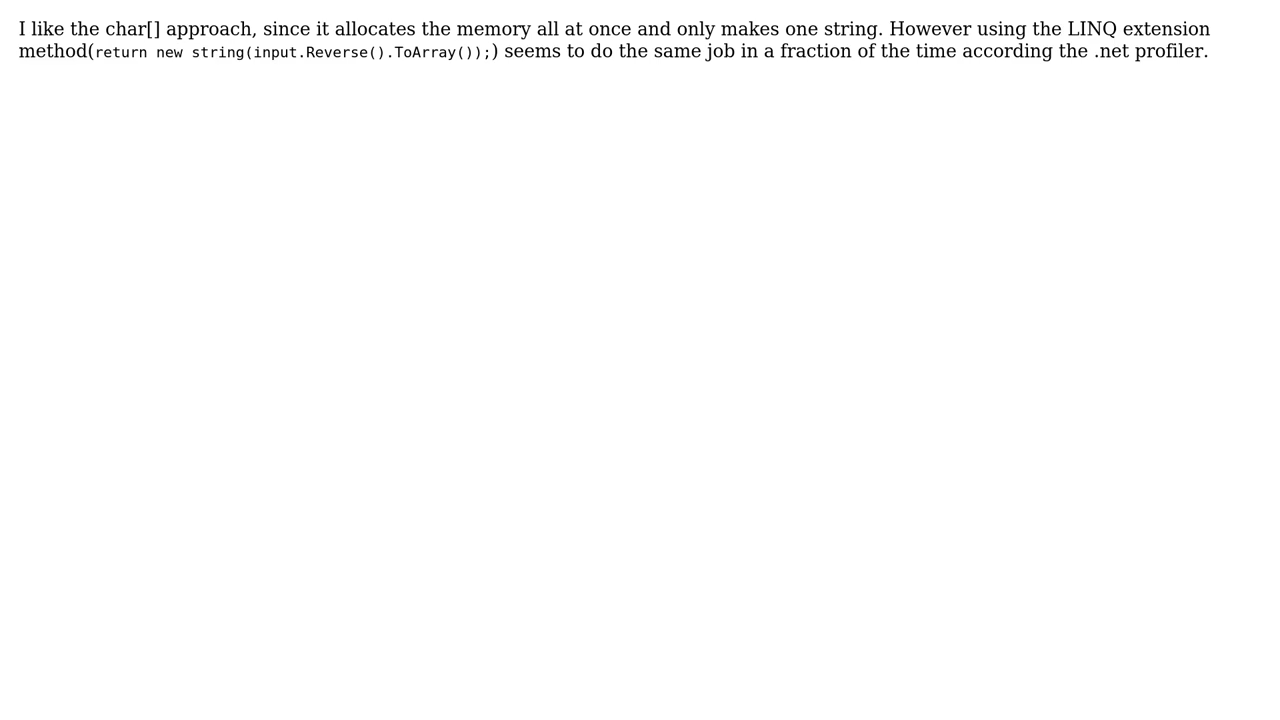 I like the char[] approach, since it allocates the memory all at once and only makes one string. However using the LINQ extension
method(return new string(input.Reverse().ToArray());) seems to do the same job in a fraction of the time according the .net profiler.